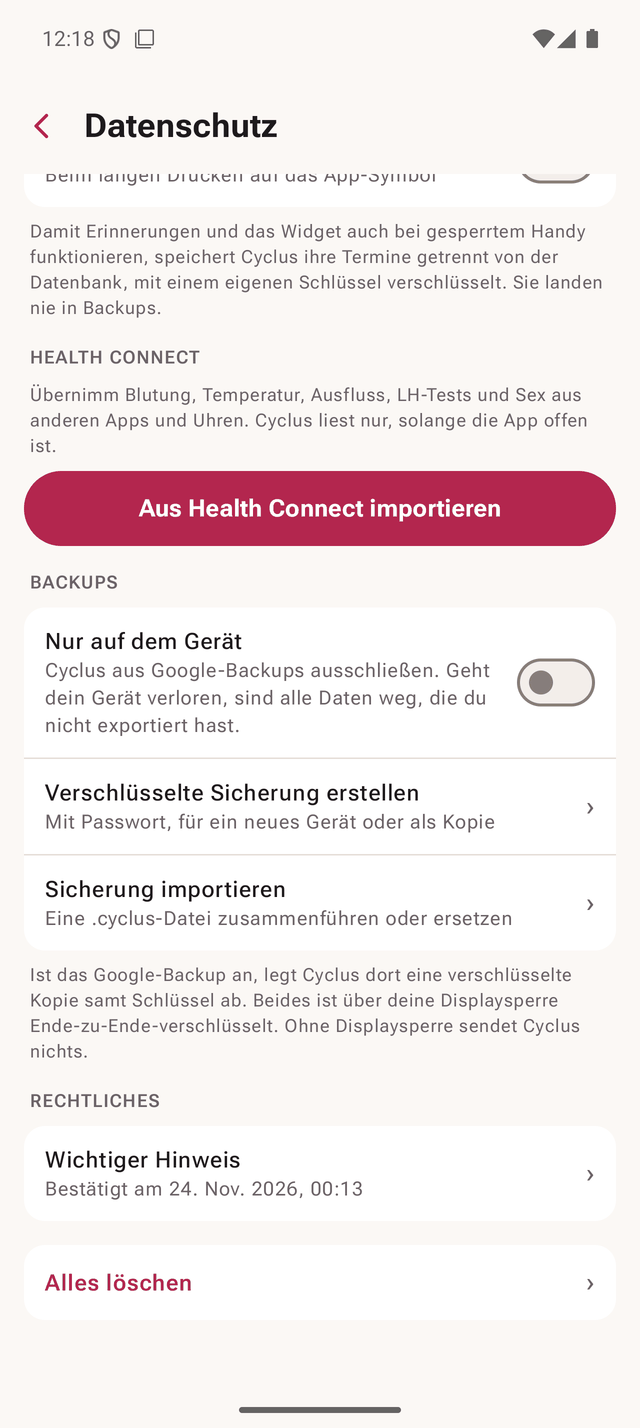 12:18
Datenschutz
Beim langen Drücken auf das App-Symbol
Damit Erinnerungen und das Widget auch bei gesperrtem Handy
funktionieren, speichert Cyclus ihre Termine getrennt von der
Datenbank, mit einem eigenen Schlüssel verschlüsselt. Sie landen
nie in Backups.
HEALTH CONNECT
Übernimm Blutung, Temperatur, Ausfluss, LH-Tests und Sex aus
anderen Apps und Uhren. Cyclus liest nur, solange die App offen
ist.
Aus Health Connect importieren
BACKUPS
Nur auf dem Gerät
Cyclus aus Google-Backups ausschließen. Geht
dein Gerät verloren, sind alle Daten weg, die du
nicht exportiert hast.
Verschlüsselte Sicherung erstellen
Mit Passwort, für ein neues Gerät oder als Kopie
Sicherung importieren
Eine .cyclus-Datei zusammenführen oder ersetzen
Ist das Google-Backup an, legt Cyclus dort eine verschlüsselte
Kopie samt Schlüssel ab. Beides ist über deine Displaysperre
Ende-zu-Ende-verschlüsselt. Ohne Displaysperre sendet Cyclus
nichts.
RECHTLICHES
Wichtiger Hinweis
Bestätigt am 24. Nov. 2026, 00:13
Alles löschen